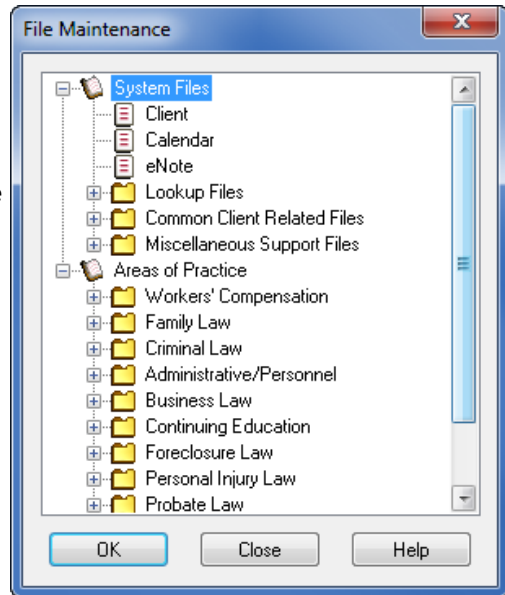 File Maintenance
System Files
Client
Calendar
eNote
Lookup Files
Common Client Related Files
Miscellaneous Support Files
Areas of Practice
Workers' Compensation
Family Law
Criminal Law
Administrative/Personnel
Business Law
Continuing Education
Foreclosure Law
Personal Injury Law
Probate Law
OK Close Help